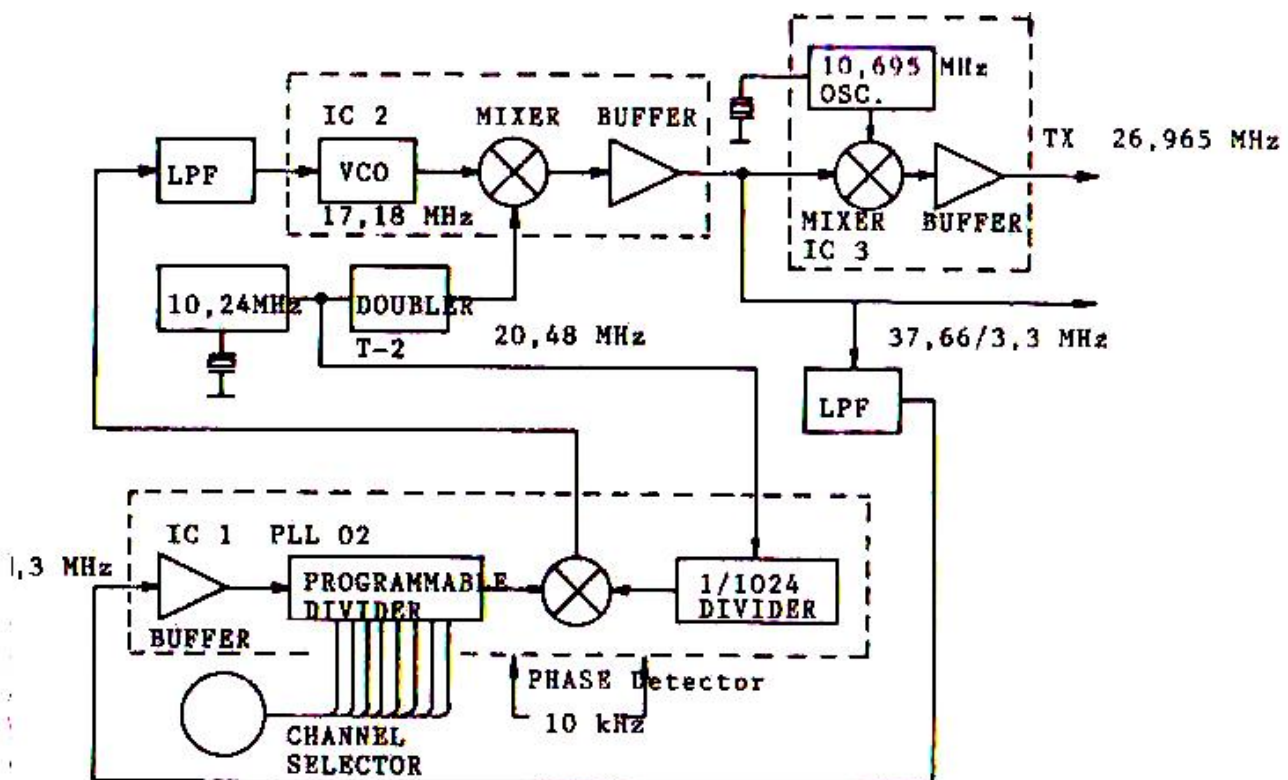 10,695 MHz
OSC.
IC 2
MIXER
BUFFER
TX 26,965 MHz
LPF
VCO
17,18 MHz
MIXER
BUFFER
IC 3
10,24MHz
DOUBLER
T-2
20,48 MHz
37,66/3,3 MHz
LPF
IC 1 PLL 02
,3 MHz
PROGRAMMABLE
DIVIDER
1/1024
DIVIDER
BUFFER
PHASE Detector
10 kHz
CHANNEL
SELECTOR